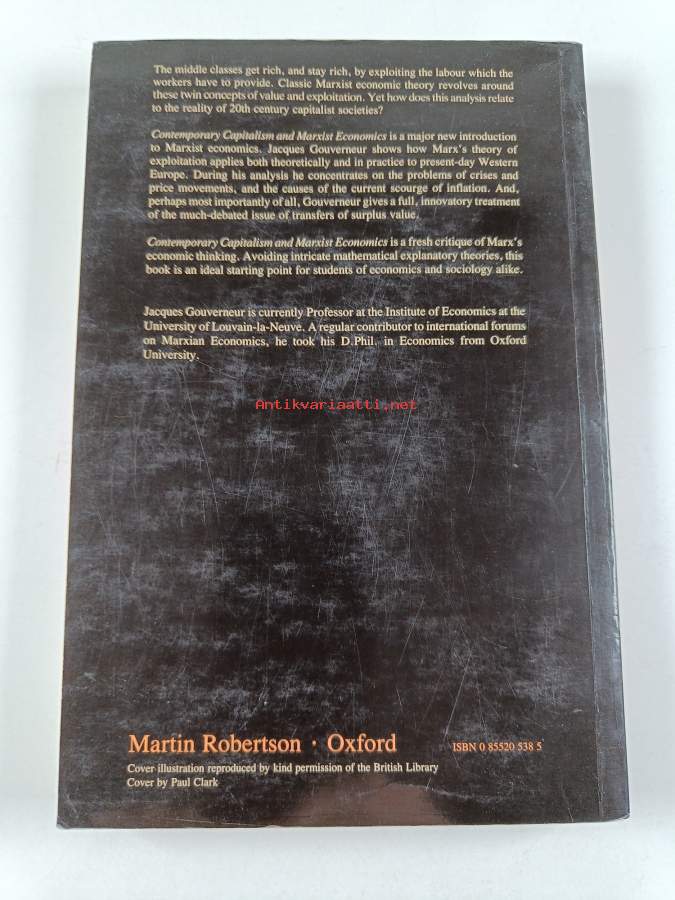 The middle classes get rich, and stay rich, by exploiting the labour which the
workers have to provide. Classic Marxist economic theory revolves around
these twin concepts of value and exploitation. Yet how does this analysis relate
to the reality of 20th century capitalist societies?
Contemporary Capitalism and Marxist Economics is a major new introduction
to Marxist economics. Jacques Gouverneur shows how Marx's theory of
exploitation applies both theoretically and in practice to present-day Western
Europe. During his analysis he concentrates on the problems of crises and
price movements, and the causes of the current scourge of inflation. And,
perhaps most importantly of all, Gouverneur gives a full, innovatory treatment
of the much-debated issue of transfers of surplus value.
Contemporary Capitalism and Marxist Economics is a fresh critique of Marx's
economic thinking. Avoiding intricate mathematical explanatory theories, this
book is an ideal starting point for students of economics and sociology alike.
Jacques Gouverneur is currently Professor at the Institute of Economics at the
University of Louvain-la-Neuve. A regular contributor to international forums
on Marxian Economics, he took his D.Phil. in Economics from Oxford
University.
Antikvariaatti.net
Martin Robertson · Oxford
ISBN 0 85520 538 5
Cover illustration reproduced by kind permission of the British Library
Cover by Paul Clark